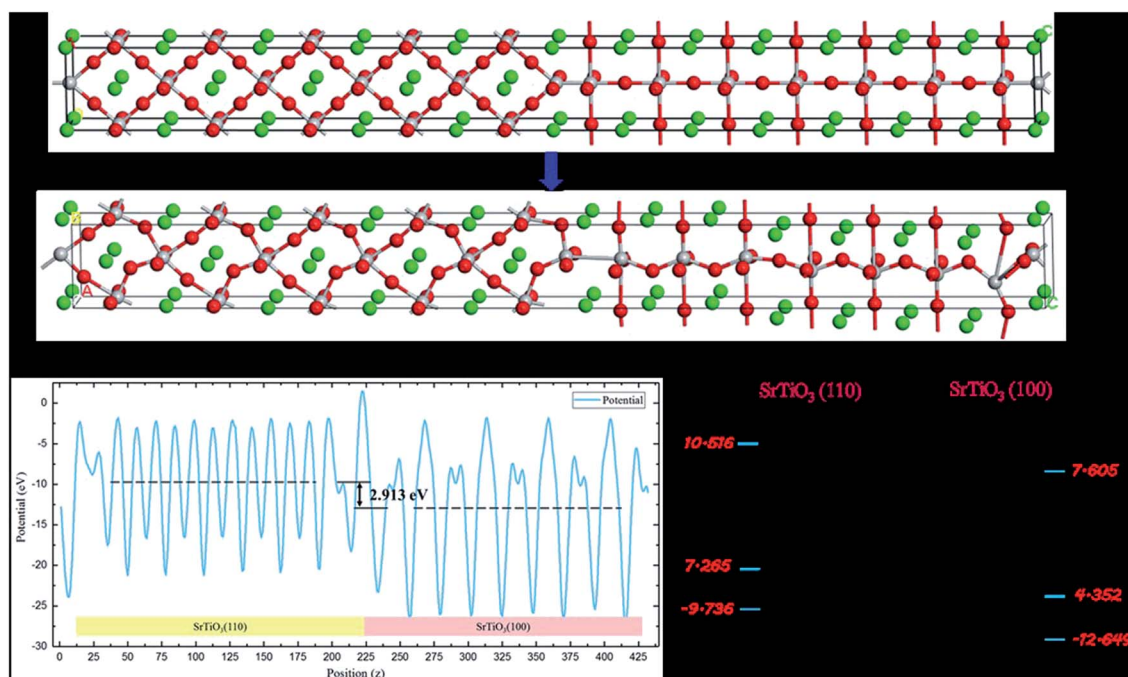 C
B
A
C
Potential
2.913 eV
SrTiO3(110)
SrTiO3(100)
Potential (eV)
0
-5
-10
-15
-20
-25
-30
0 25 50 75 100 125 150 175 200 225 250 275 300 325 350 375 400 425
Position (z)
SrTiO3 (110)
SrTiO3 (100)
10.516
7.605
7.265
4.352
-9.736
-12.649